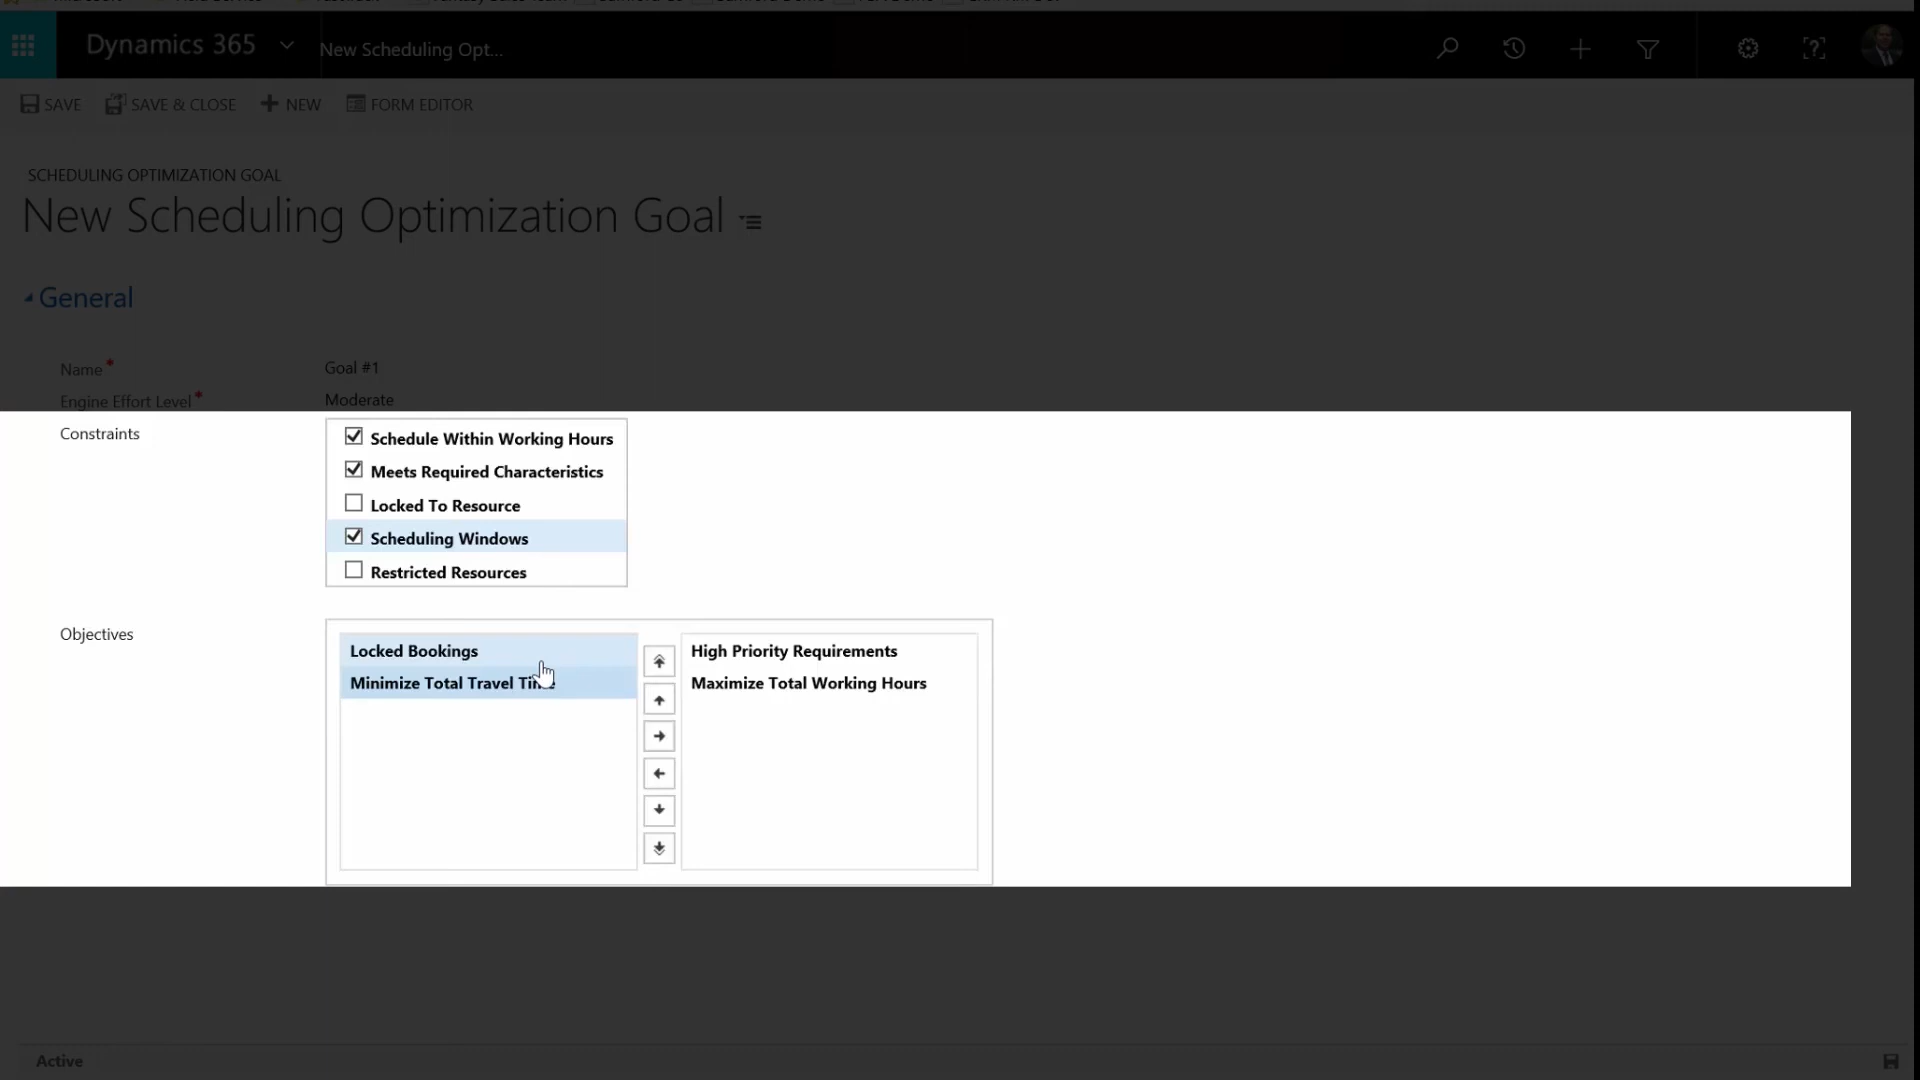 Dynamics 365
New Scheduling Opt...
SAVE
SAVE & CLOSE
NEW
FORM EDITOR
SCHEDULING OPTIMIZATION GOAL
New Scheduling Optimization Goal
General
Name *
Goal #1
Engine Effort Level *
Moderate
Constraints
Schedule Within Working Hours
Meets Required Characteristics
Locked To Resource
Scheduling Windows
Restricted Resources
Objectives
Locked Bookings
Minimize Total Travel Time
High Priority Requirements
Maximize Total Working Hours
Active